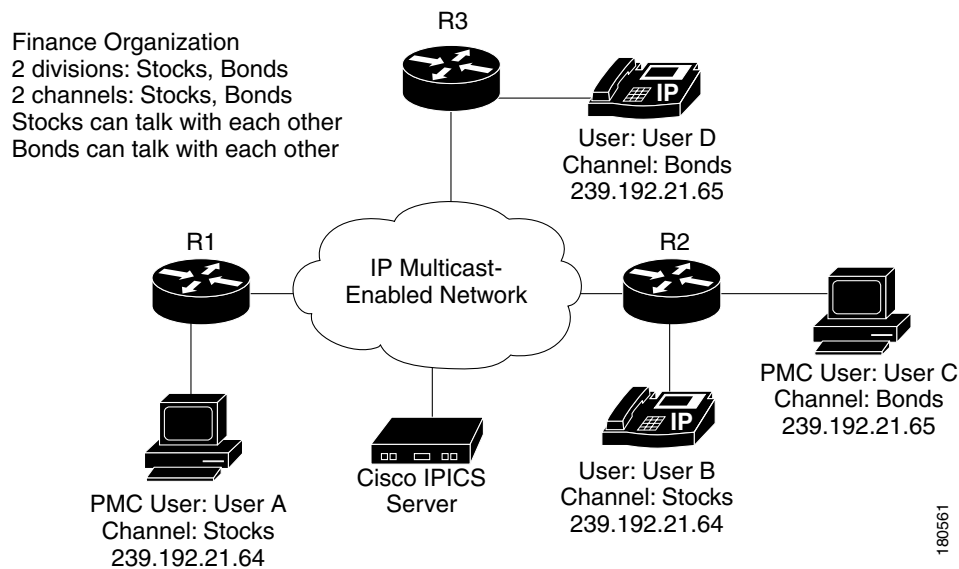 Finance Organization
2 divisions: Stocks, Bonds
2 channels: Stocks, Bonds
Stocks can talk with each other
Bonds can talk with each other
R3
IP
User: User D
Channel: Bonds
239.192.21.65
R1
IP Multicast-
Enabled Network
R2
PMC User: User A
Channel: Stocks
239.192.21.64
Cisco IPICS
Server
IP
User: User B
Channel: Stocks
239.192.21.64
PMC User: User C
Channel: Bonds
239.192.21.65
180561